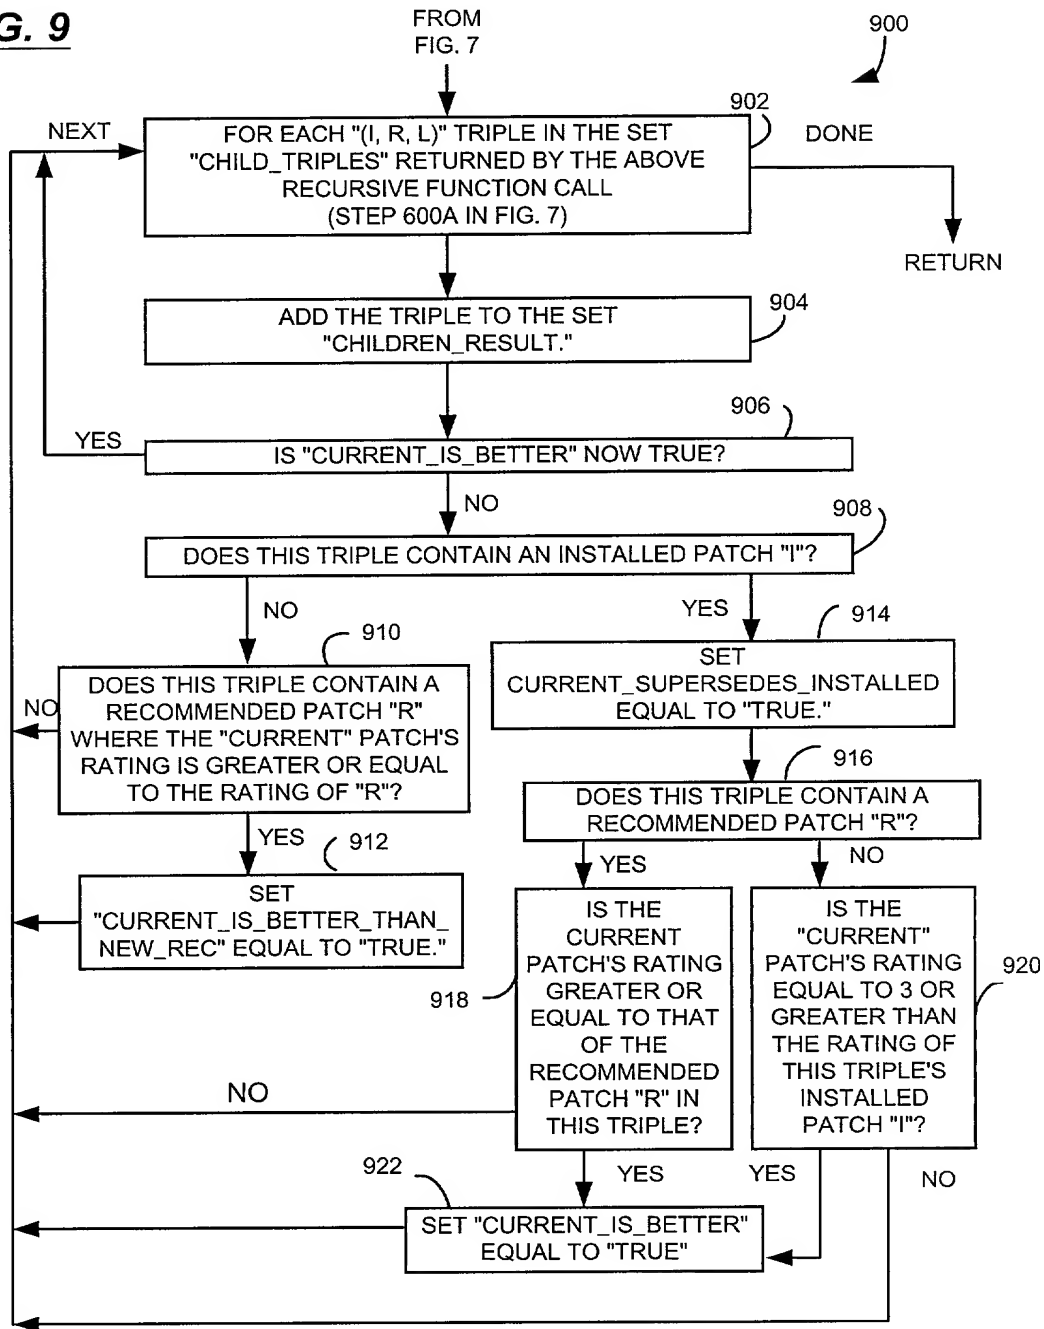 G. 9
FROM
FIG. 7
900
902
NEXT
FOR EACH "(I, R, L)" TRIPLE IN THE SET
"CHILD_TRIPLES" RETURNED BY THE ABOVE
RECURSIVE FUNCTION CALL
(STEP 600A IN FIG. 7)
DONE
RETURN
904
ADD THE TRIPLE TO THE SET
"CHILDREN_RESULT."
906
YES
IS "CURRENT_IS_BETTER" NOW TRUE?
NO
908
DOES THIS TRIPLE CONTAIN AN INSTALLED PATCH "I"?
NO
YES
910
914
DOES THIS TRIPLE CONTAIN A
RECOMMENDED PATCH "R"
WHERE THE "CURRENT" PATCH'S
RATING IS GREATER OR EQUAL
TO THE RATING OF "R"?
NO
SET
CURRENT_SUPERSEDES_INSTALLED
EQUAL TO "TRUE."
916
DOES THIS TRIPLE CONTAIN A
RECOMMENDED PATCH "R"?
YES
912
SET
"CURRENT_IS_BETTER_THAN_
NEW_REC" EQUAL TO "TRUE."
YES
NO
IS THE
CURRENT
PATCH'S RATING
GREATER OR
EQUAL TO THAT
OF THE
RECOMMENDED
PATCH "R" IN
THIS TRIPLE?
918
IS THE
"CURRENT"
PATCH'S RATING
EQUAL TO 3 OR
GREATER THAN
THE RATING OF
THIS TRIPLE'S
INSTALLED
PATCH "I"?
920
NO
YES
YES
NO
922
SET "CURRENT_IS_BETTER"
EQUAL TO "TRUE"